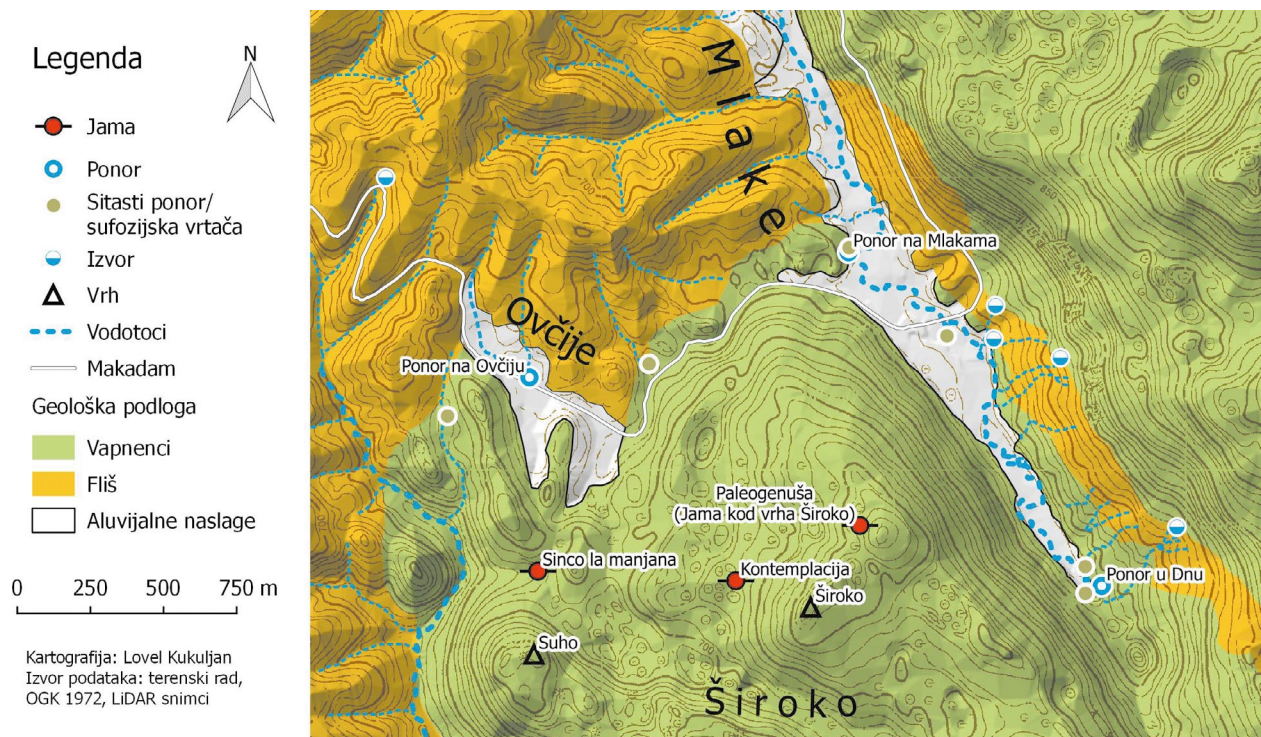 Legenda
N
Jama
Ponor
Sitasti ponor/
sufozijska vrtača
Izvor
Vrh
Vodotoci
Makadam
Geološka podloga
Vapnenci
Fliš
Aluvijalne naslage
0 250 500 750 m
Kartografija: Lovel Kukuljan
Izvor podataka: terenski rad,
OGK 1972, LiDAR snimci
Mlake
Ponor na Mlakama
Ovčije
Ponor na Ovčiju
Paleogenuša
(Jama kod vrha Široko)
Sinco la manjana
Kontemplacija
Široko
Ponor u Dnu
Suho
Široko
700
850